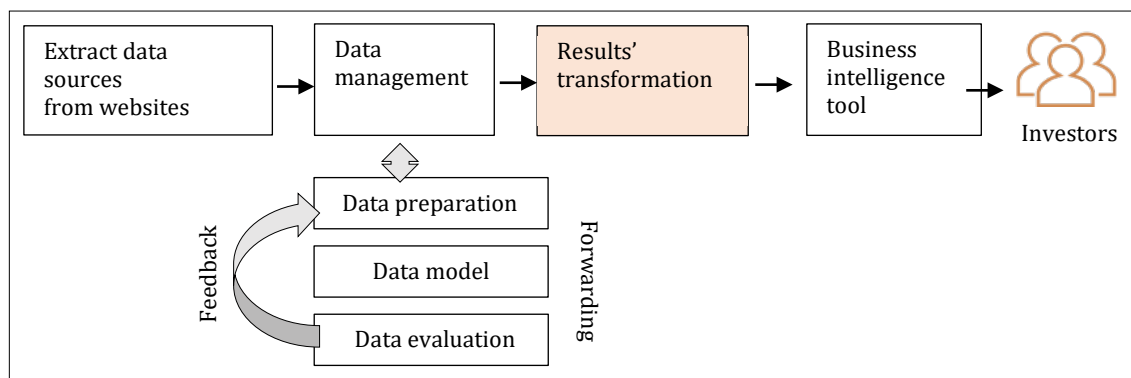 Extract data
sources
from websites
Data
management
Results’
transformation
Business
intelligence
tool
Investors
Data preparation
Data model
Data evaluation
Feedback
Forwarding